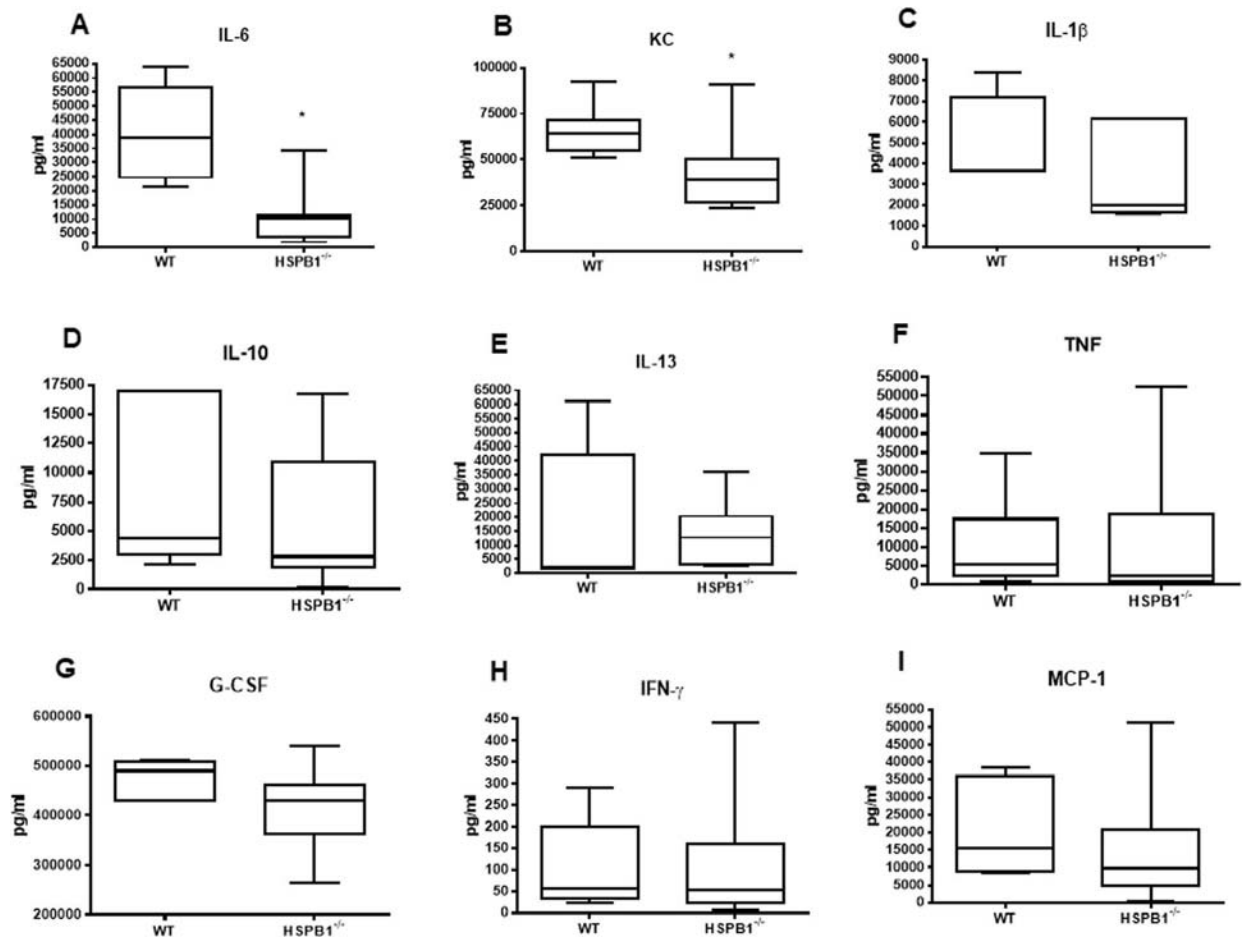 A
IL-6
65000
60000
55000
50000
45000
40000
35000
30000
25000
20000
15000
10000
5000
0
pg/ml
*
WT
HSPB1-/-
B
KC
100000
75000
50000
25000
0
pg/ml
*
WT
HSPB1-/-
C
IL-1β
9000
8000
7000
6000
5000
4000
3000
2000
1000
0
pg/ml
WT
HSPB1-/-
D
IL-10
17500
15000
12500
10000
7500
5000
2500
0
pg/ml
WT
HSPB1-/-
E
IL-13
65000
60000
55000
50000
45000
40000
35000
30000
25000
20000
15000
10000
5000
0
pg/ml
WT
HSPB1-/-
F
TNF
55000
50000
45000
40000
35000
30000
25000
20000
15000
10000
5000
0
pg/ml
WT
HSPB1-/-
G
G-CSF
600000
500000
400000
300000
200000
pg/ml
WT
HSPB1-/-
H
IFN-γ
450
400
350
300
250
200
150
100
50
0
pg/ml
WT
HSPB1-/-
I
MCP-1
55000
50000
45000
40000
35000
30000
25000
20000
15000
10000
5000
0
pg/ml
WT
HSPB1-/-